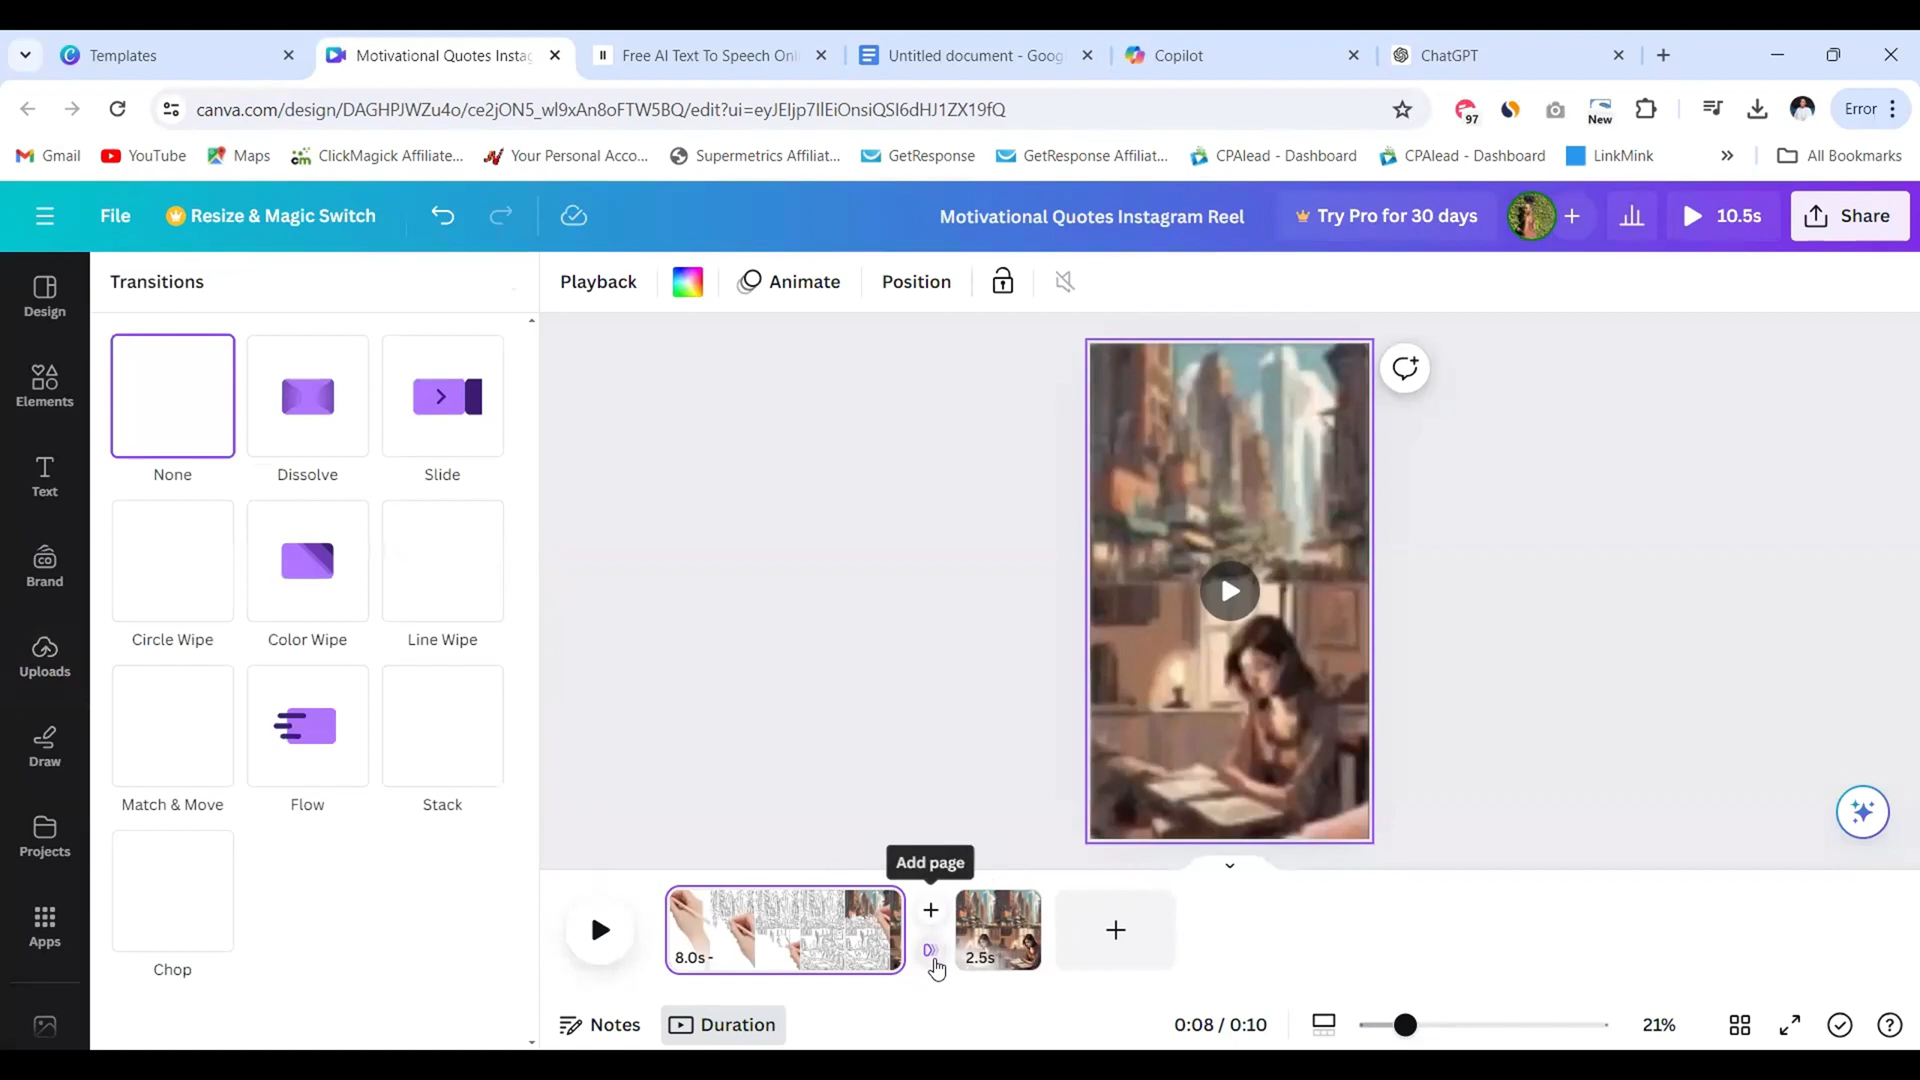 Templates
Motivational Quotes Instag
Free AI Text To Speech Onl
Untitled document - Goog
Copilot
ChatGPT
canva.com/design/DAGHPJWZu4o/ce2jON5_wl9xAn8oFTW5BQ/edit?ui=eyJEIjp7IlEiOnsiQSI6dHJ1ZX19fQ
97
New
Error
Gmail
YouTube
Maps
cm
ClickMagick Affiliate...
Your Personal Acco...
Supermetrics Affiliat...
GetResponse
GetResponse Affiliat...
CPAlead - Dashboard
CPAlead - Dashboard
LinkMink
All Bookmarks
File
Resize & Magic Switch
Motivational Quotes Instagram Reel
Try Pro for 30 days
10.5s
Share
Design
Elements
Text
Brand
Uploads
Draw
Projects
Apps
Transitions
None
Dissolve
Slide
Circle Wipe
Color Wipe
Line Wipe
Match & Move
Flow
Stack
Chop
Playback
Animate
Position
Add page
8.0s -
2.5s
Notes
Duration
0:08 / 0:10
21%